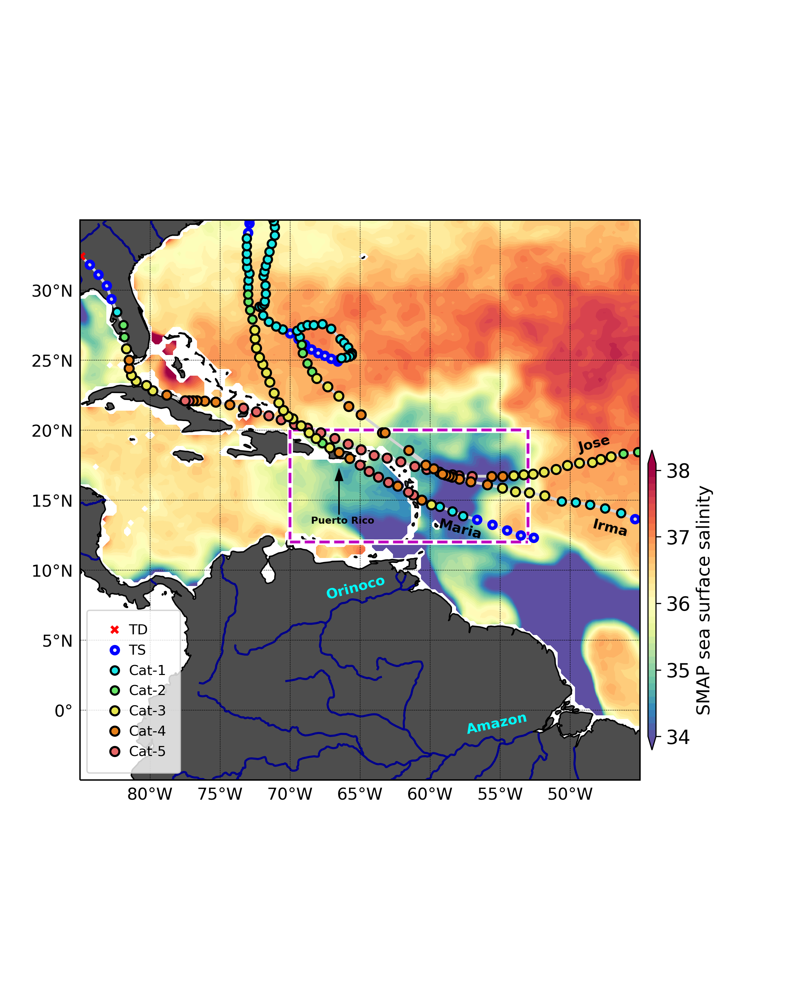 30°N
25°N
20°N
15°N
10°N
5°N
0°
80°W
75°W
70°W
65°W
60°W
55°W
50°W
Jose
Irma
Maria
Puerto Rico
Orinoco
Amazon
TD
TS
Cat-1
Cat-2
Cat-3
Cat-4
Cat-5
38
37
36
35
34
SMAP sea surface salinity